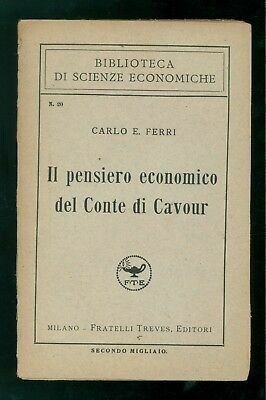 BIBLIOTECA
DI SCIENZE ECONOMICHE
N. 20
CARLO E. FERRI
Il pensiero economico
del Conte di Cavour
FTE
MILANO - FRATELLI TREVES, EDITORI
SECONDO MIGLIAIO.